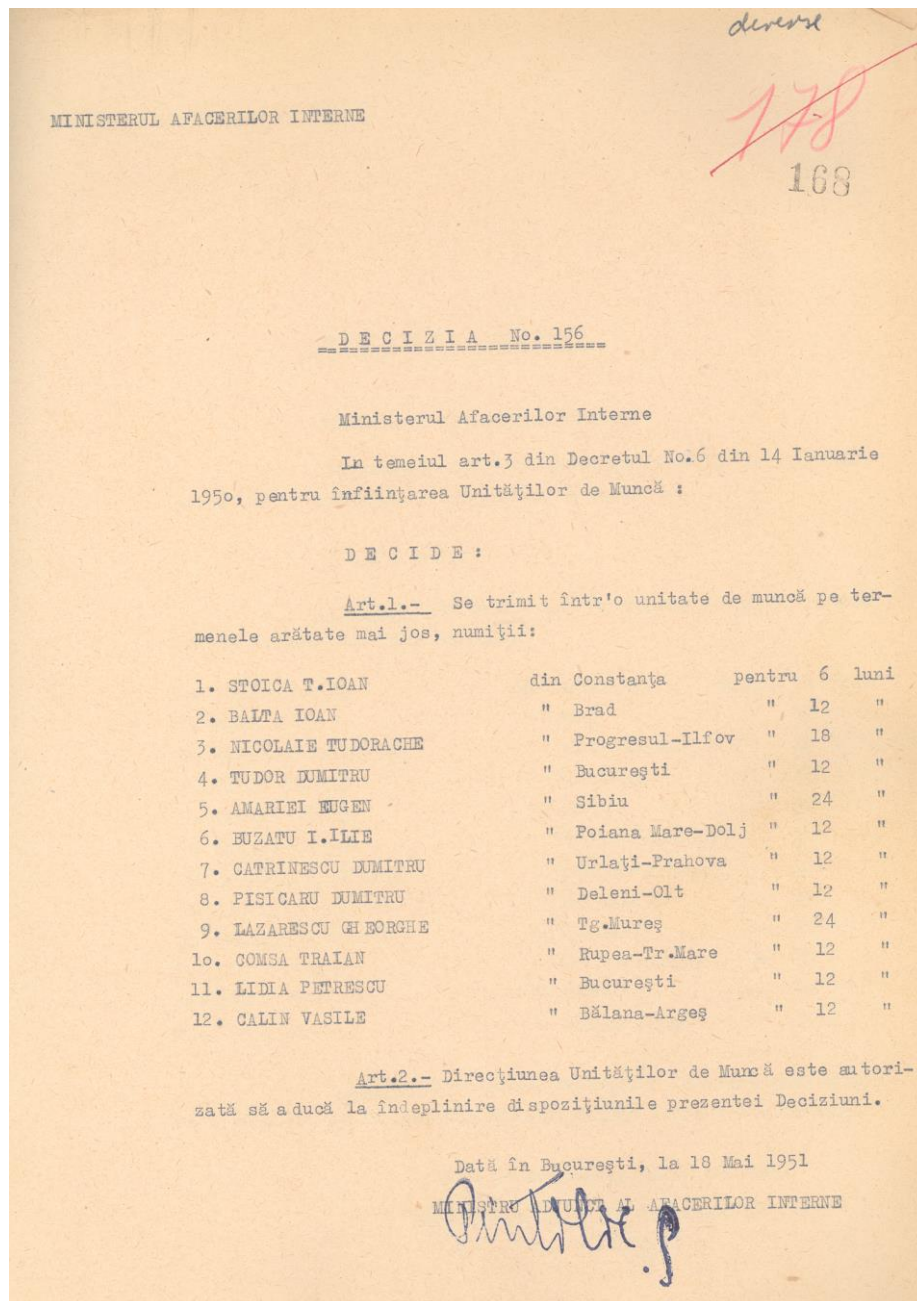 diverse
178
MINISTERUL AFACERILOR INTERNE
168
D E C I Z I A No. 156
Ministerul Afacerilor Interne
In temeiul art.3 din Decretul No.6 din 14 Ianuarie
195o, pentru înfiinţarea Unităţilor de Muncă :
D E C I D E :
Art.1.- Se trimit într'o unitate de muncă pe ter-
menele arătate mai jos, numiţii:
1. STOICA T.IOAN din Constanţa pentru 6 luni
2. BALTA IOAN " Brad " 12 "
3. NICOLAIE TUDORACHE " Progresul-Ilfov " 18 "
4. TUDOR DUMITRU " Bucureşti " 12 "
5. AMARIEI EUGEN " Sibiu " 24 "
6. BUZATU I.ILIE " Poiana Mare-Dolj " 12 "
7. CATRINESCU DUMITRU " Urlaţi-Prahova " 12 "
8. PISICARU DUMITRU " Deleni-Olt " 12 "
9. LAZARESCU GHEORGHE " Tg.Mureş " 24 "
1o. COMSA TRAIAN " Rupea-Tr.Mare " 12 "
11. LIDIA PETRESCU " Bucureşti " 12 "
12. CALIN VASILE " Bălana-Argeş " 12 "
Art.2.- Direcţiunea Unităţilor de Muncă este autori-
zată să aducă la îndeplinire dispoziţiunile prezentei Deciziuni.
Dată în Bucureşti, la 18 Mai 1951
MINISTRU ADJUNCT AL AFACERILOR INTERNE